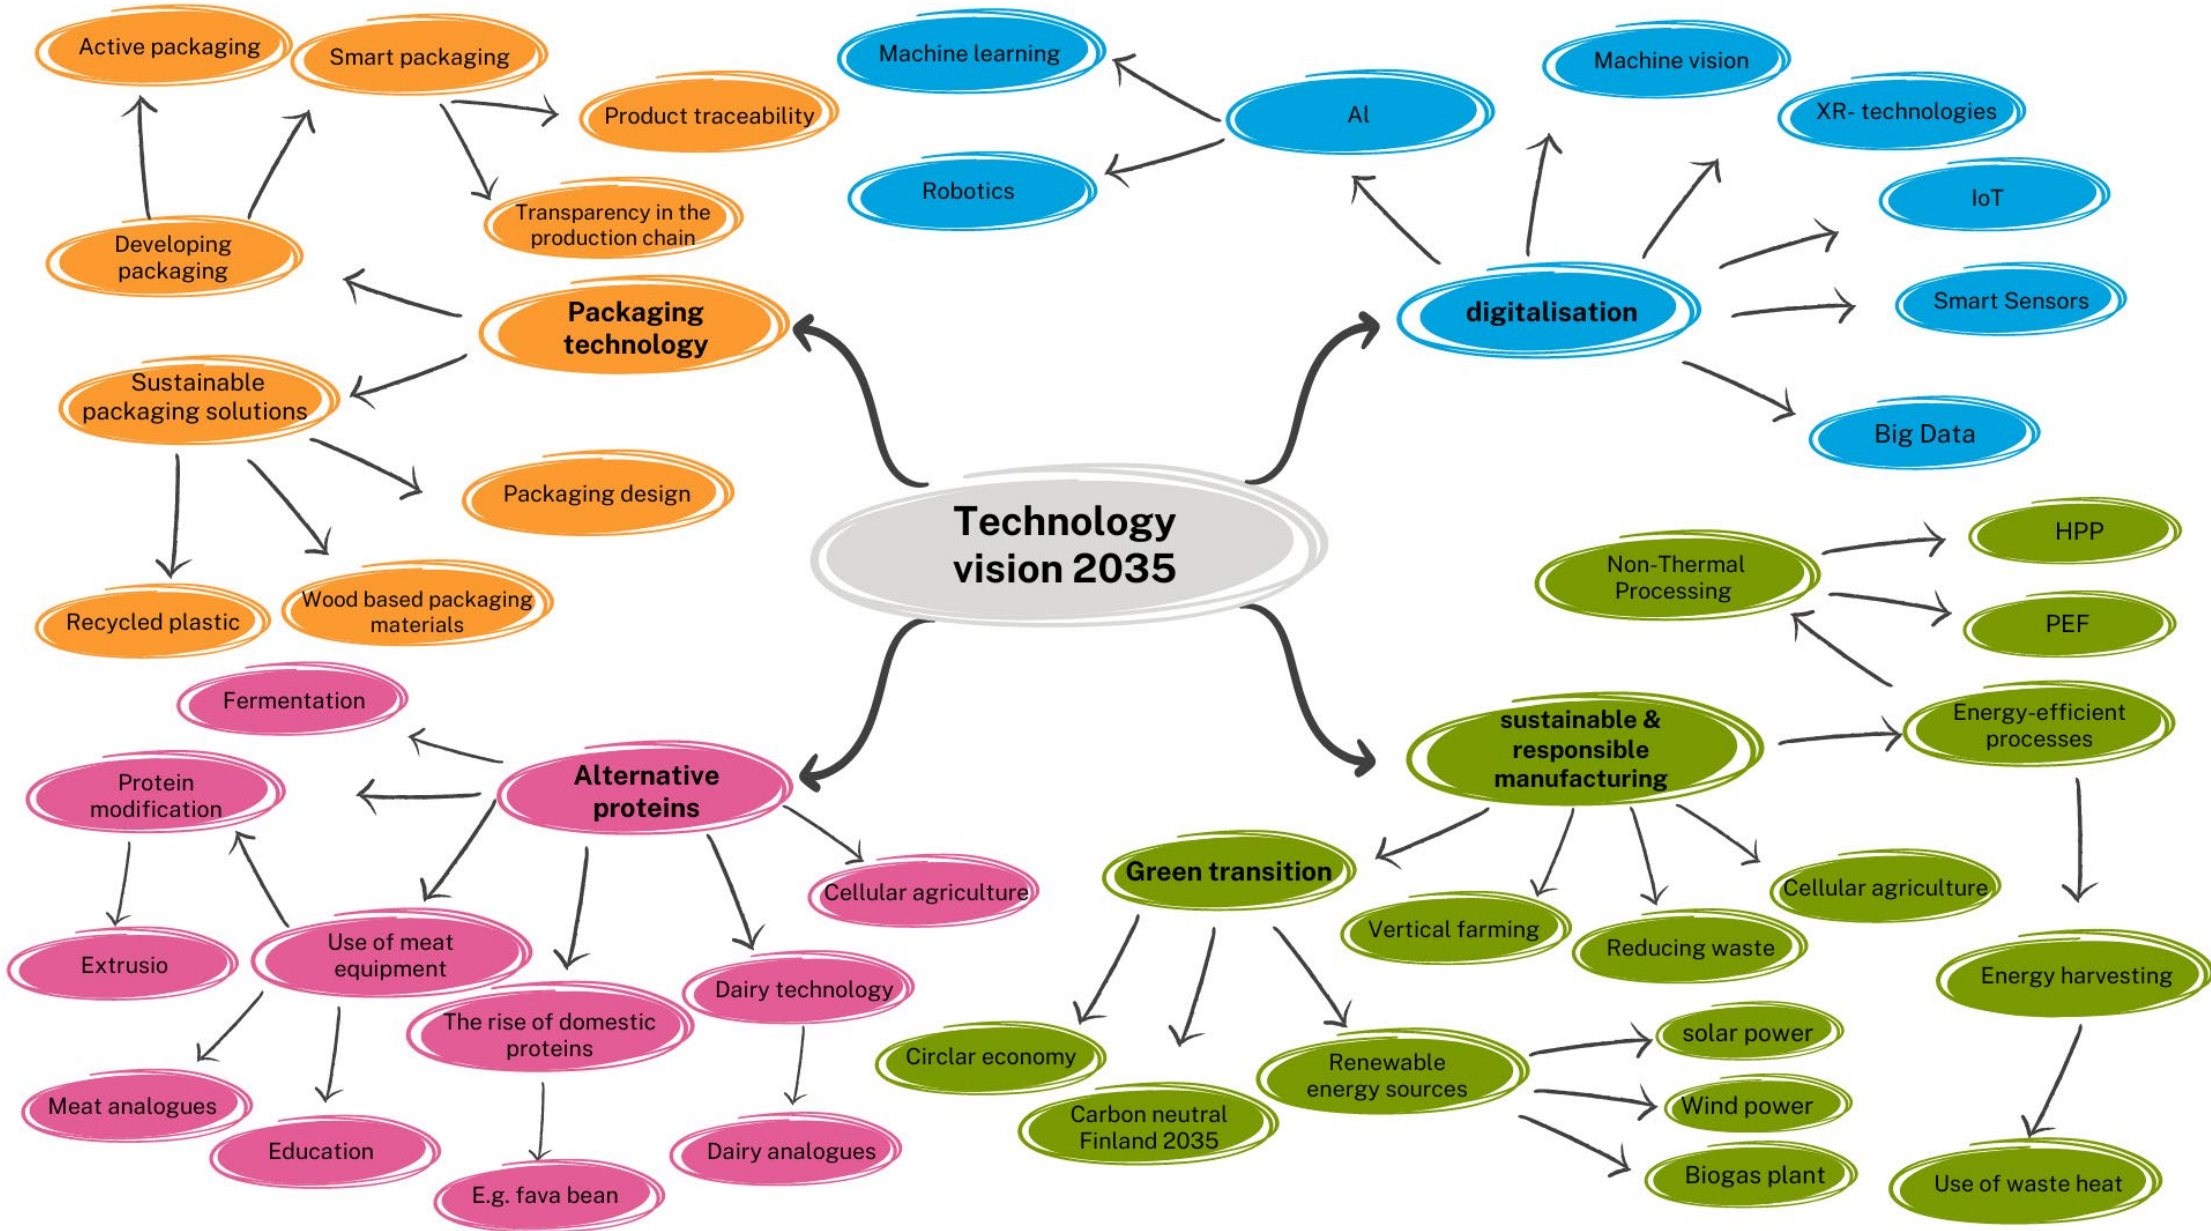 Active packaging
Smart packaging
Product traceability
Transparency in the
production chain
Developing
packaging
Packaging
technology
Sustainable
packaging solutions
Packaging design
Recycled plastic
Wood based packaging
materials
Machine learning
AI
Robotics
Machine vision
XR- technologies
IoT
digitalisation
Smart Sensors
Big Data
Technology
vision 2035
Fermentation
Alternative
proteins
Protein
modification
Cellular agriculture
Extrusio
Use of meat
equipment
Dairy technology
The rise of domestic
proteins
Meat analogues
Education
E.g. fava bean
Dairy analogues
HPP
Non-Thermal
Processing
PEF
sustainable &
responsible
manufacturing
Energy-efficient
processes
Green transition
Vertical farming
Reducing waste
Cellular agriculture
Energy harvesting
Circlar economy
Carbon neutral
Finland 2035
Renewable
energy sources
solar power
Wind power
Biogas plant
Use of waste heat